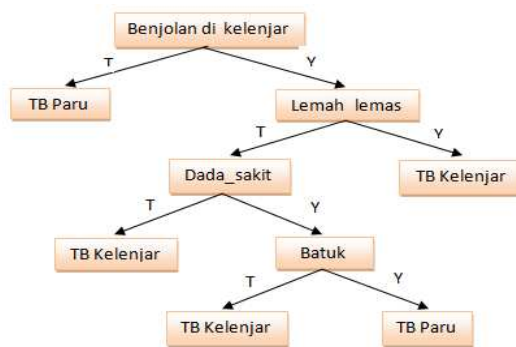 Benjolan di kelenjar
T
Y
TB Paru
Lemah lemas
T
Y
Dada_sakit
TB Kelenjar
T
Y
TB Kelenjar
Batuk
T
Y
TB Kelenjar
TB Paru